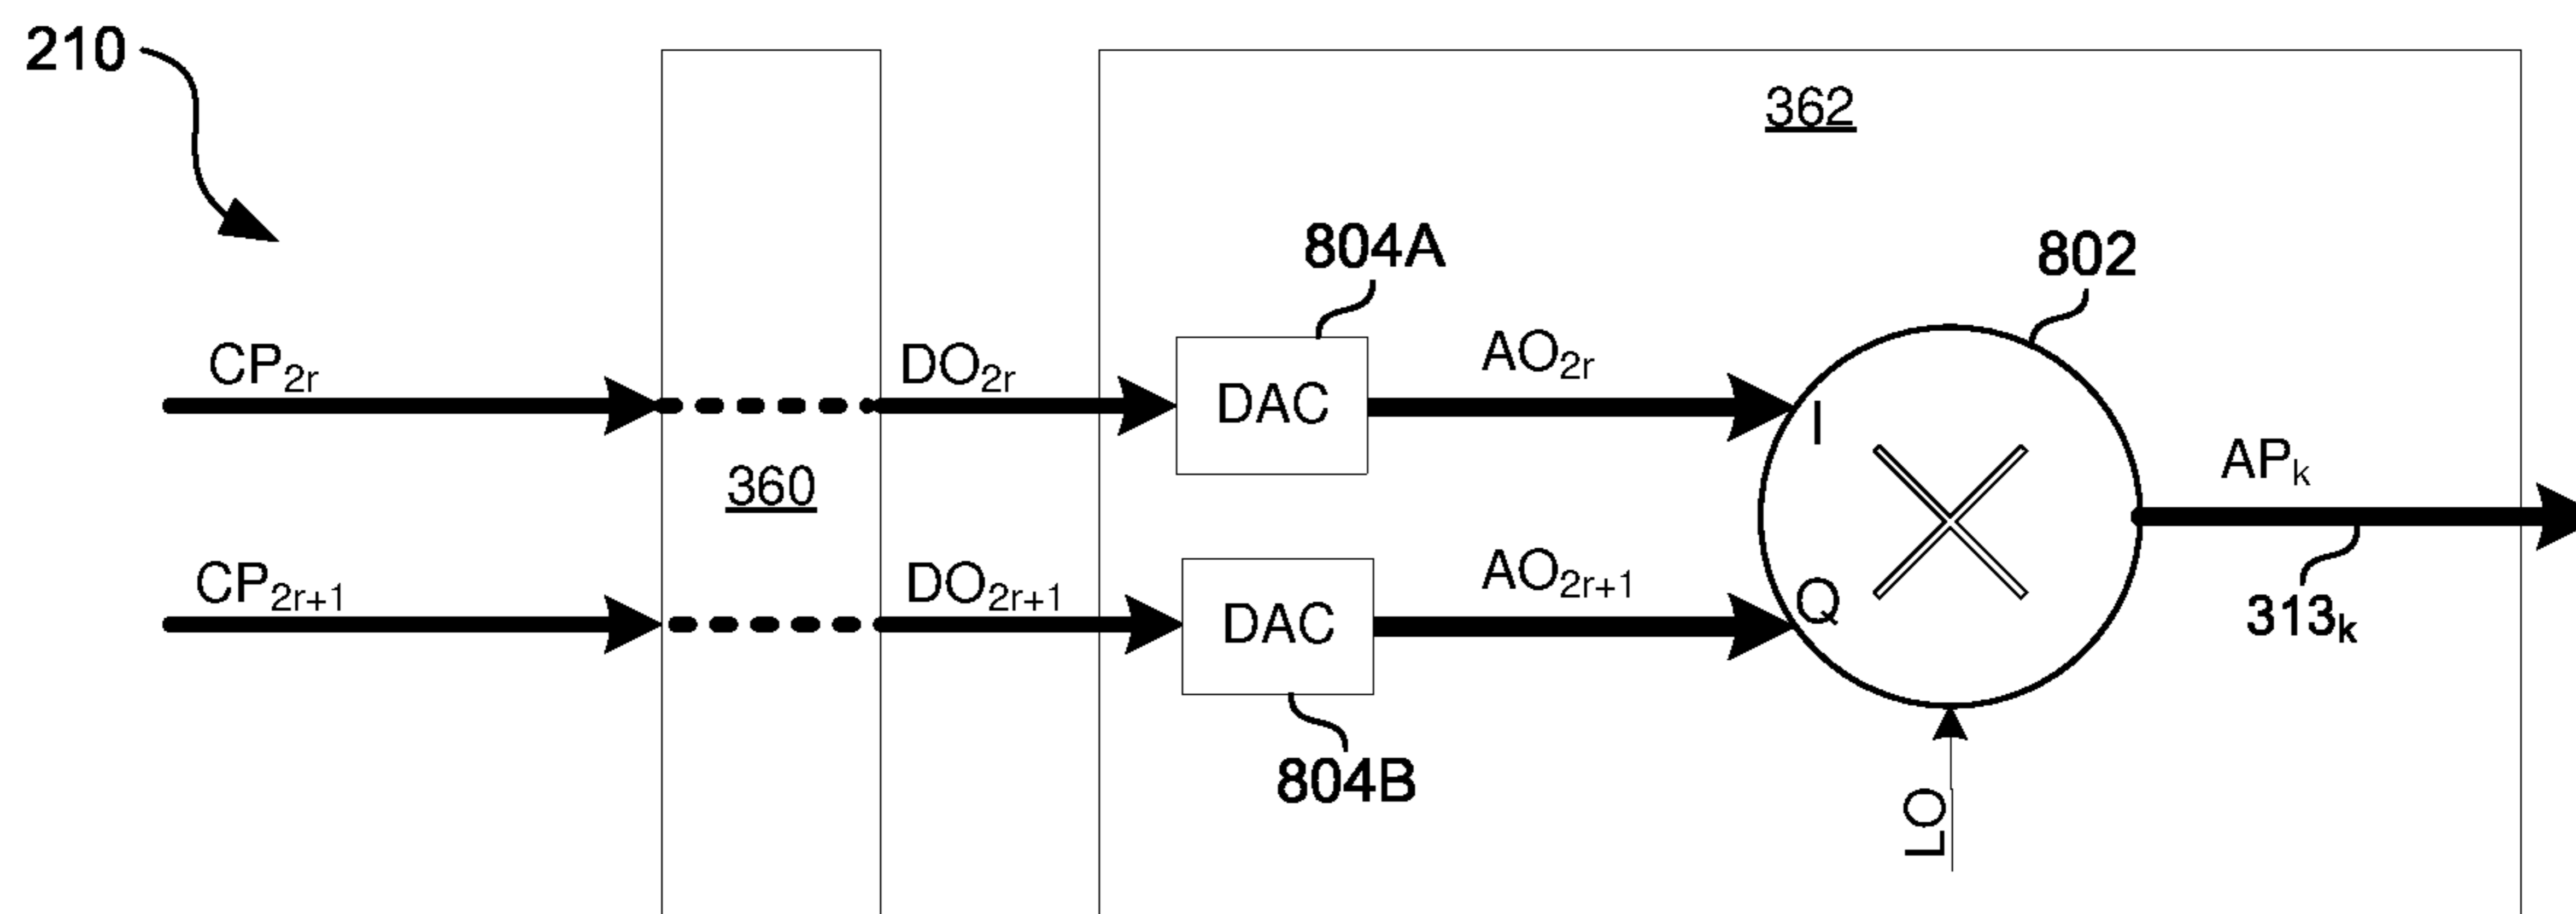 210
362
804A
802
CP2r
DO2r
DAC
AO2r
I
APk
360
CP2r+1
DO2r+1
DAC
AO2r+1
Q
313k
804B
LO